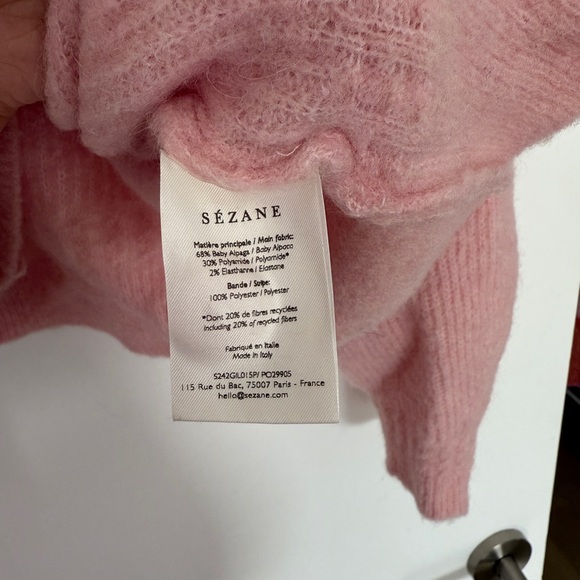 SÉZANE
Matière principale / Main fabric:
68% Baby Alpaga / Baby Alpaca
30% Polyamide / Polyamide*
2% Elasthanne / Elastane
Bande / Stripe:
100% Polyester / Polyester
*Dont 20% de fibres recyclées
Including 20% of recycled fibers
Fabriqué en Italie
Made in Italy
S242GIL01SP/ PO29905
115 Rue du Bac, 75007 Paris - France
hello@sezane.com